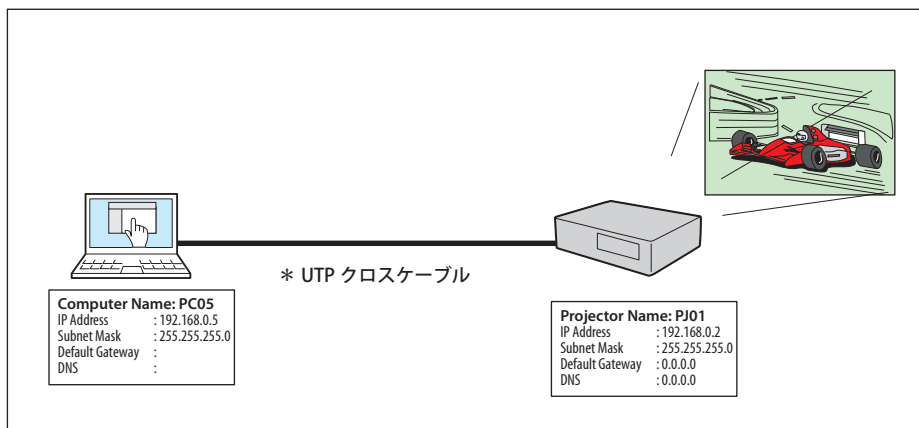 ＊ UTP クロスケーブル
Computer Name: PC05
IP Address : 192.168.0.5
Subnet Mask : 255.255.255.0
Default Gateway :
DNS :
Projector Name: PJ01
IP Address : 192.168.0.2
Subnet Mask : 255.255.255.0
Default Gateway : 0.0.0.0
DNS : 0.0.0.0